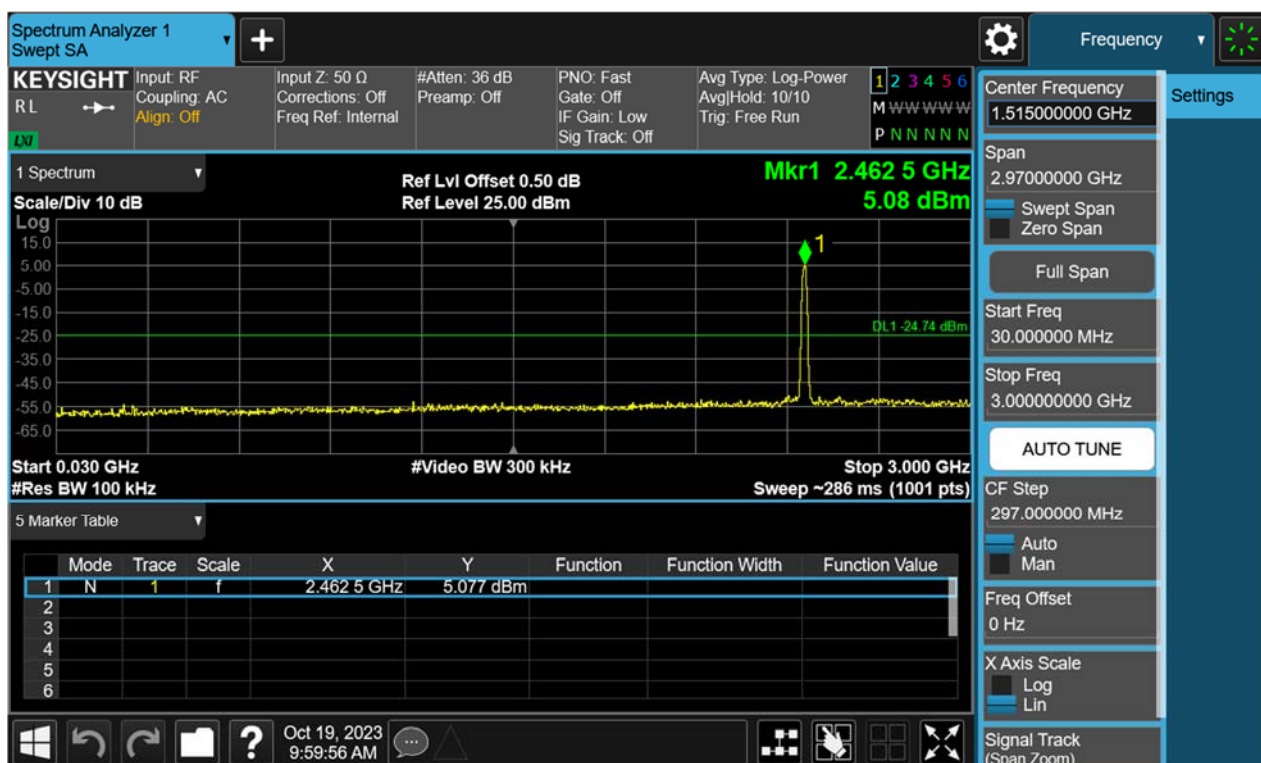 Spectrum Analyzer 1
Swept SA
Frequency
KEYSIGHT
R L
LXI
Input: RF
Coupling: AC
Align: Off
Input Z: 50 Ω
Corrections: Off
Freq Ref: Internal
#Atten: 36 dB
Preamp: Off
PNO: Fast
Gate: Off
IF Gain: Low
Sig Track: Off
Avg Type: Log-Power
Avg|Hold: 10/10
Trig: Free Run
1 2 3 4 5 6
M W W W W W
P N N N N N
1 Spectrum
Scale/Div 10 dB
Ref Lvl Offset 0.50 dB
Ref Level 25.00 dBm
Mkr1 2.462 5 GHz
5.08 dBm
Log
15.0
5.00
-5.00
-15.0
-25.0
-35.0
-45.0
-55.0
-65.0
1
DL1 -24.74 dBm
Start 0.030 GHz
#Video BW 300 kHz
Stop 3.000 GHz
#Res BW 100 kHz
Sweep ~286 ms (1001 pts)
5 Marker Table
Mode Trace Scale X Y Function Function Width Function Value
1 N 1 f 2.462 5 GHz 5.077 dBm
2
3
4
5
6
Oct 19, 2023
9:59:56 AM
Center Frequency
1.515000000 GHz
Settings
Span
2.97000000 GHz
Swept Span
Zero Span
Full Span
Start Freq
30.000000 MHz
Stop Freq
3.000000000 GHz
AUTO TUNE
CF Step
297.000000 MHz
Auto
Man
Freq Offset
0 Hz
X Axis Scale
Log
Lin
Signal Track
(Span Zoom)